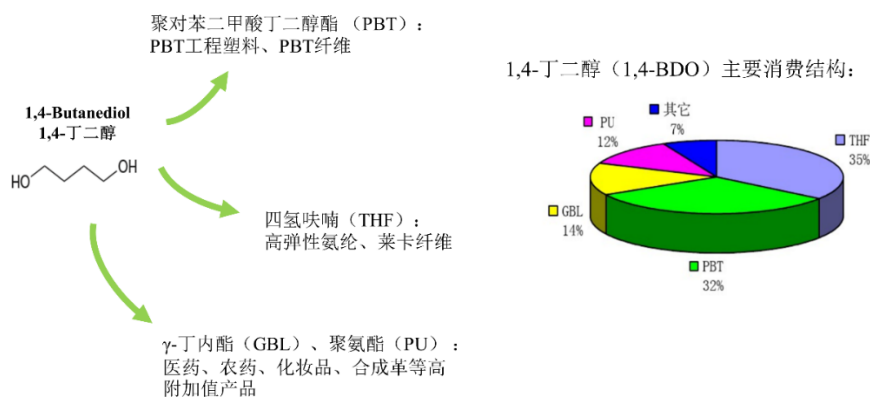 聚对苯二甲酸丁二醇酯 （PBT）：
PBT工程塑料、PBT纤维
1,4-Butanediol
1,4-丁二醇
HO
OH
四氢呋喃（THF）：
高弹性氨纶、莱卡纤维
γ-丁内酯（GBL）、聚氨酯（PU）：
医药、农药、化妆品、合成革等高
附加值产品
1,4-丁二醇（1,4-BDO）主要消费结构：
其它
7%
PU
12%
THF
35%
GBL
14%
PBT
32%